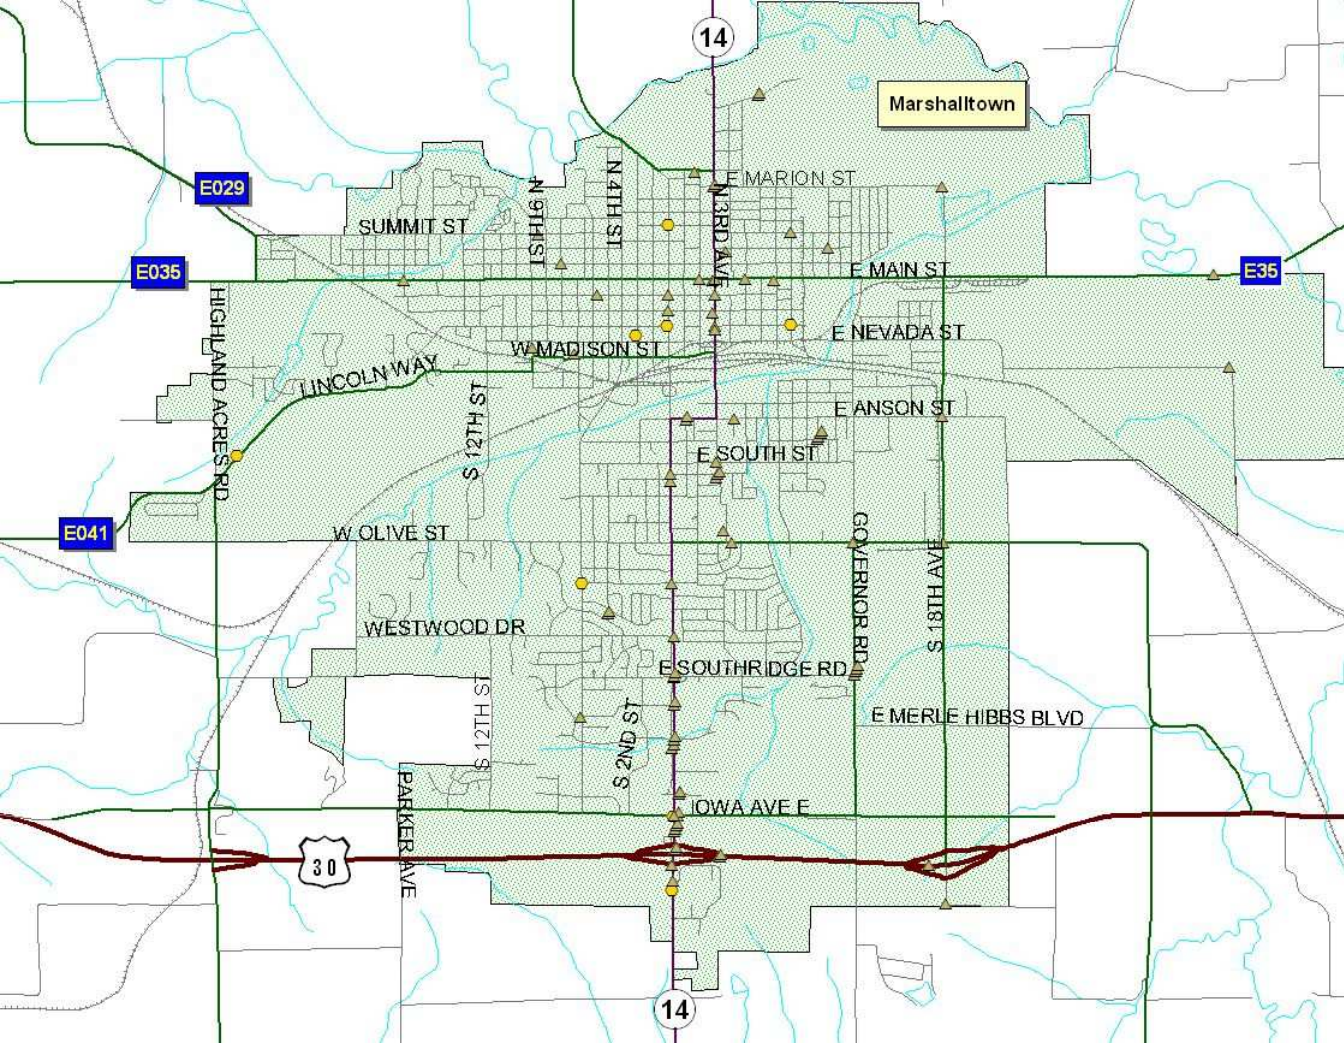 14
Marshalltown
E MARION ST
E029
N 9TH ST
N 4TH ST
N 3RD AVE
SUMMIT ST
E035
E MAIN ST
E35
HIGHLAND ACRES RD
E NEVADA ST
W MADISON ST
LINCOLN WAY
S 12TH ST
E ANSON ST
E SOUTH ST
E041
W OLIVE ST
GOVERNOR RD
S 18TH AVE
WESTWOOD DR
E SOUTHRIDGE RD
S 12TH ST
S 2ND ST
E MERLE HIBBS BLVD
PARKER AVE
IOWA AVE E
30
14